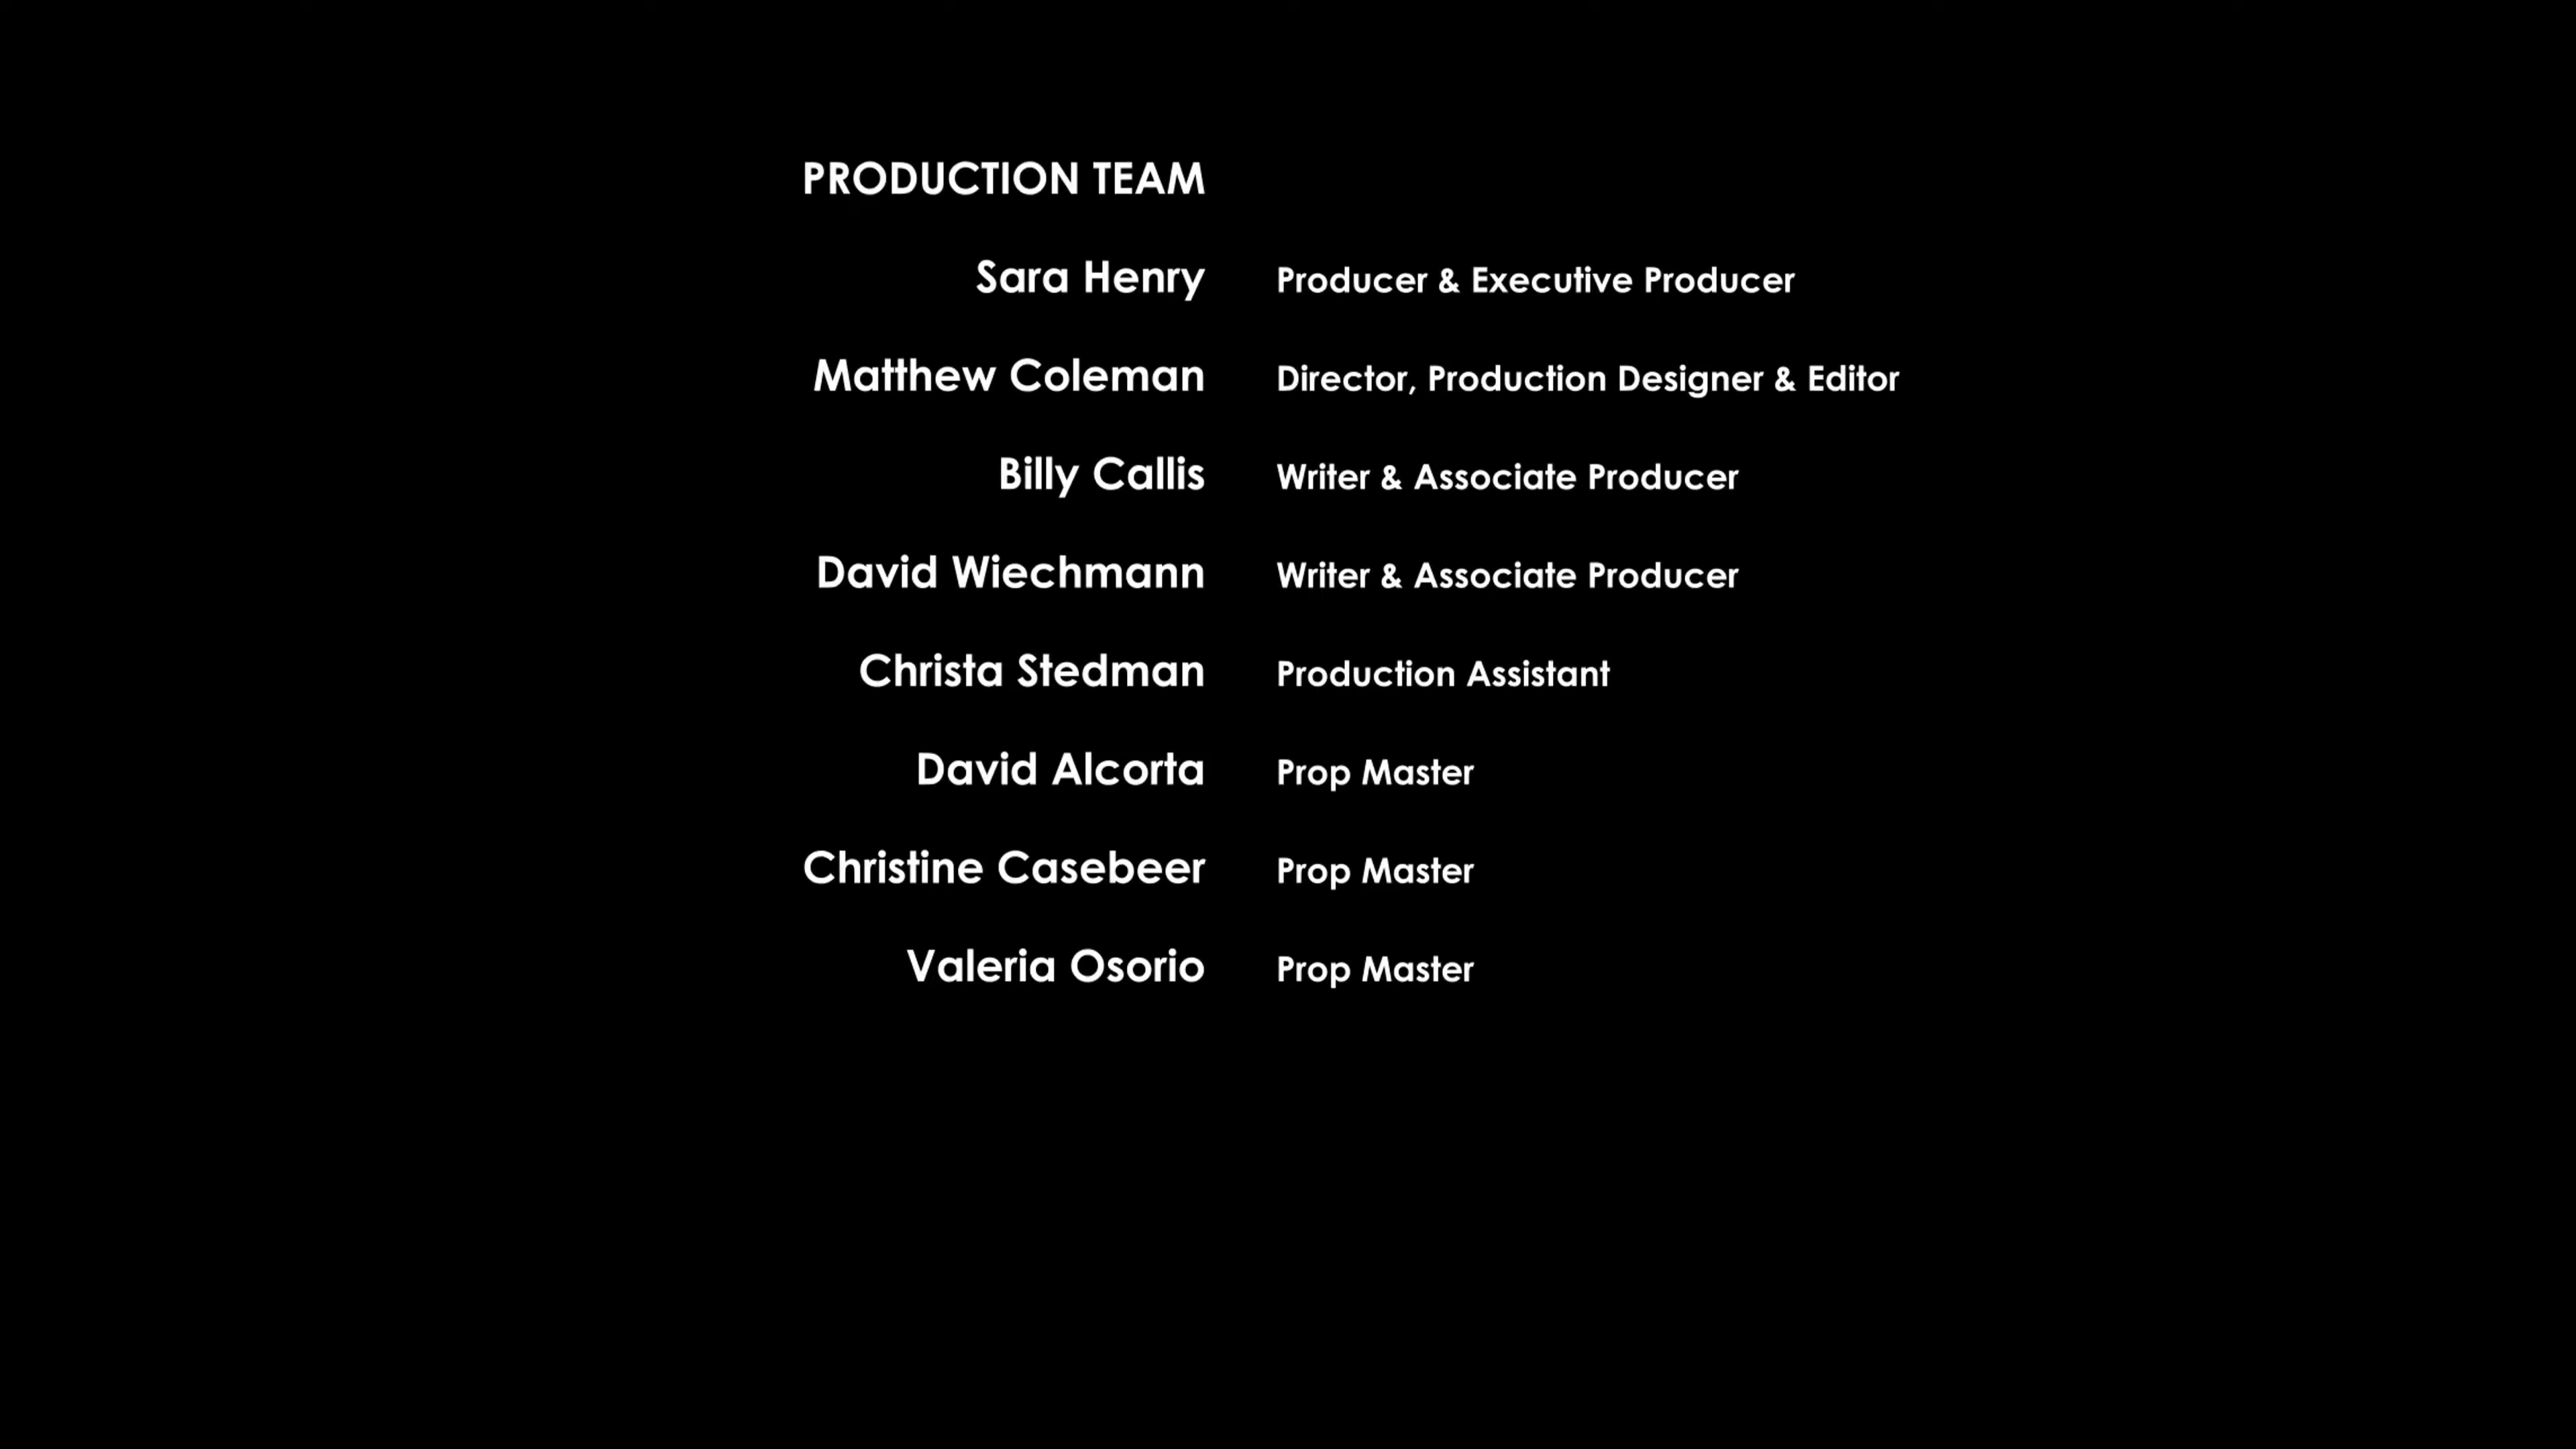 PRODUCTION TEAM
Sara Henry Producer & Executive Producer
Matthew Coleman Director, Production Designer & Editor
Billy Callis Writer & Associate Producer
David Wiechmann Writer & Associate Producer
Christa Stedman Production Assistant
David Alcorta Prop Master
Christine Casebeer Prop Master
Valeria Osorio Prop Master